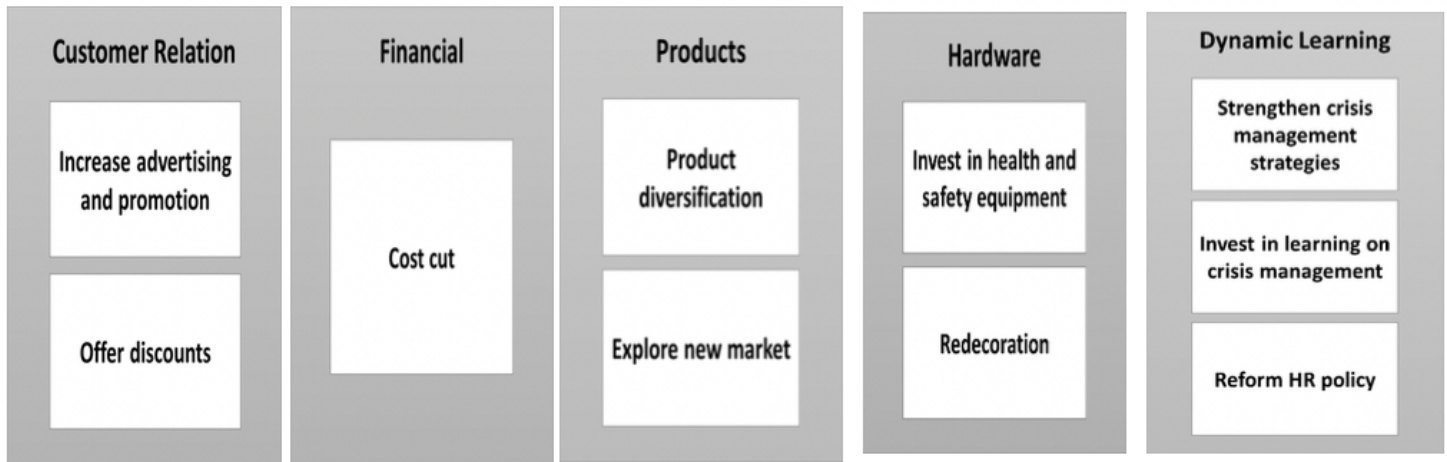 Customer Relation
Increase advertising
and promotion
Offer discounts
Financial
Cost cut
Products
Product
diversification
Explore new market
Hardware
Invest in health and
safety equipment
Redecoration
Dynamic Learning
Strengthen crisis
management
strategies
Invest in learning on
crisis management
Reform HR policy